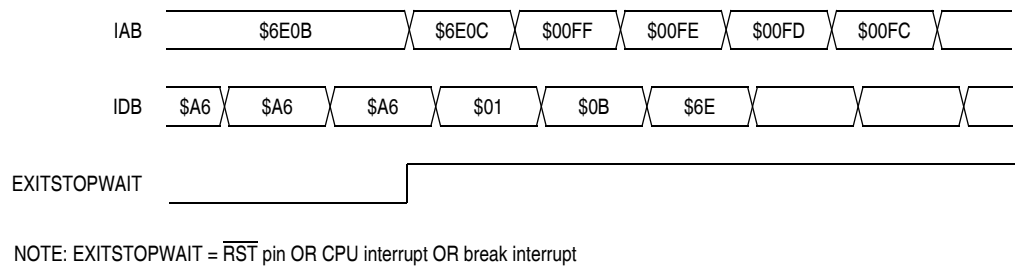 IAB $6E0B $6E0C $00FF $00FE $00FD $00FC
IDB $A6 $A6 $A6 $01 $0B $6E
EXITSTOPWAIT
NOTE: EXITSTOPWAIT = RST pin OR CPU interrupt OR break interrupt